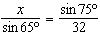 x / sin 65° = sin 75° / 32